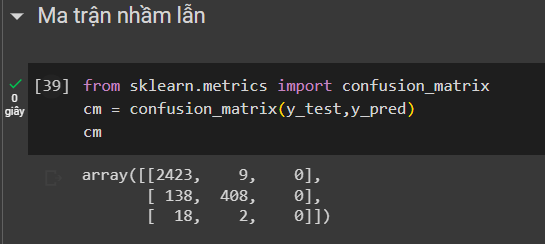 Ma trận nhầm lẫn
[39] from sklearn.metrics import confusion_matrix
0 giây
cm = confusion_matrix(y_test,y_pred)
cm
array([[2423,    9,    0],
       [ 138,  408,    0],
       [  18,    2,    0]])